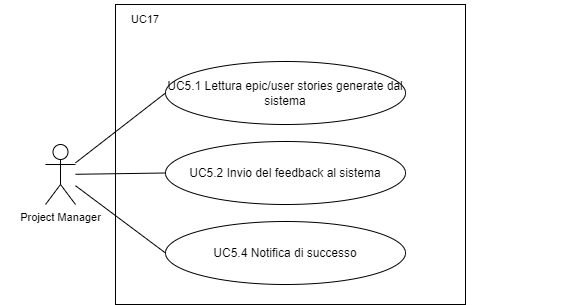 UC17
UC5.1 Lettura epic/user stories generate dal
sistema
UC5.2 Invio del feedback al sistema
Project Manager
UC5.4 Notifica di successo